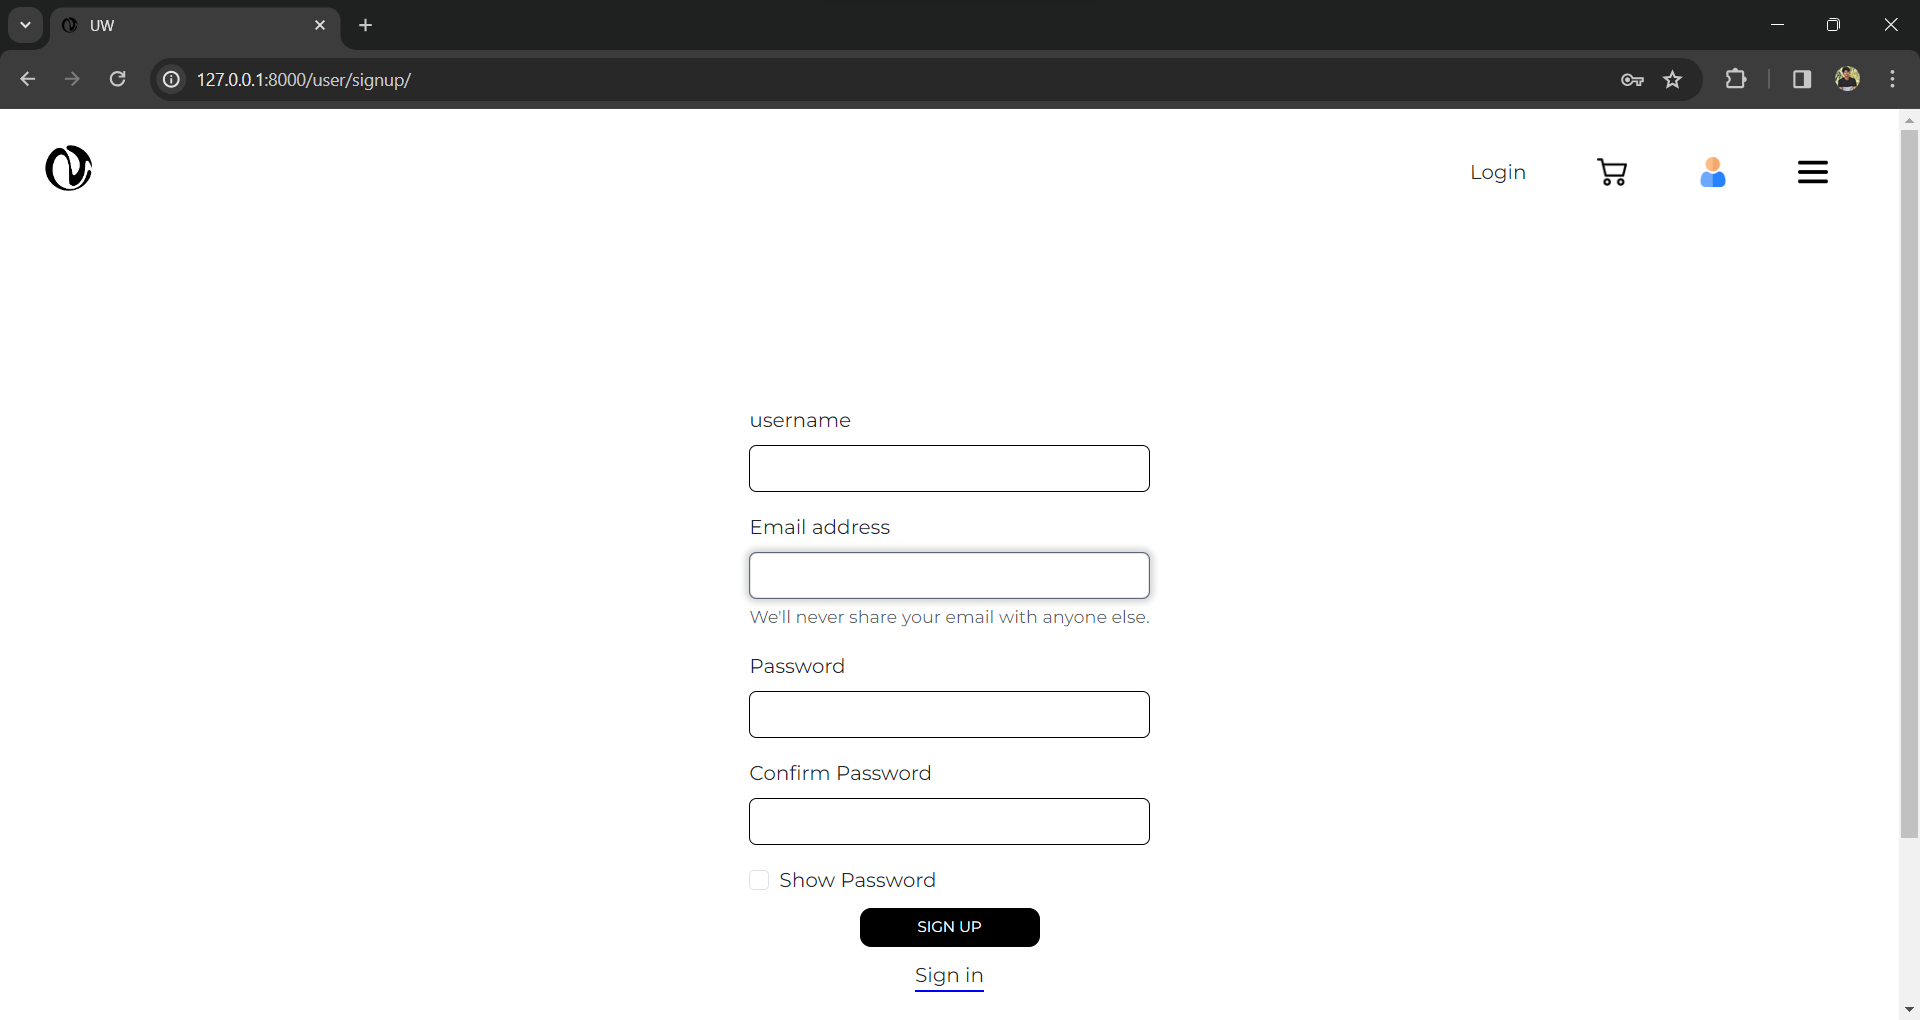 UW
127.0.0.1:8000/user/signup/
Login
username
Email address
We'll never share your email with anyone else.
Password
Confirm Password
Show Password
SIGN UP
Sign in